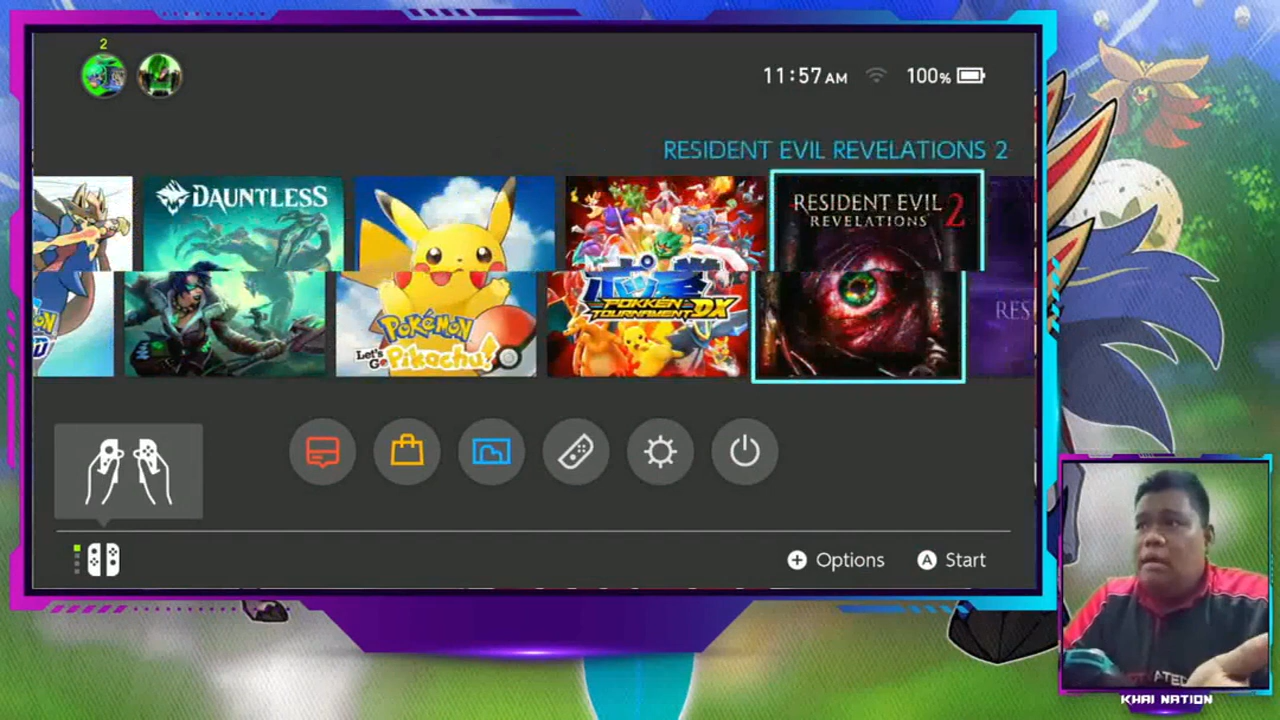 2
11:57 AM
100%
RESIDENT EVIL REVELATIONS 2
DAUNTLESS
RESIDENT EVIL
REVELATIONS 2
POKÉMON
Let's Go Pikachu!
POKKÉN
TOURNAMENT DX
RES
+ Options
A Start
KHAI NATION